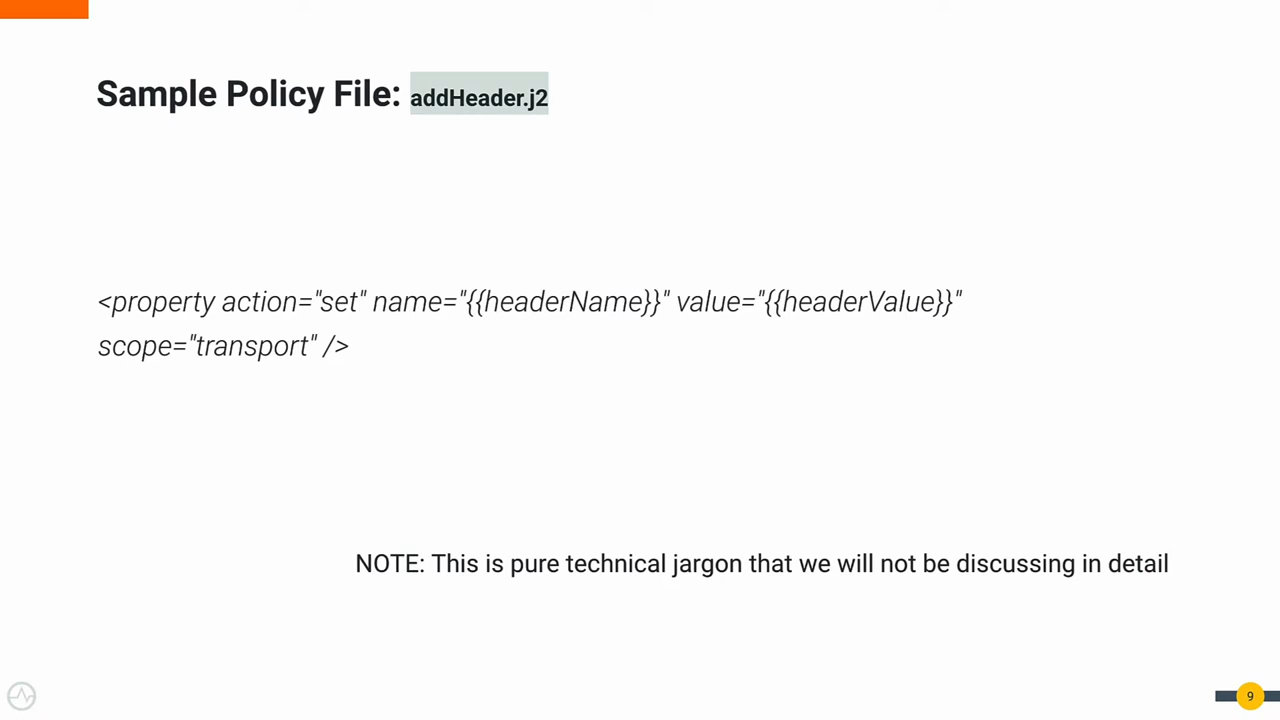 Sample Policy File: addHeader.j2
<property action="set" name="{{headerName}}" value="{{headerValue}}"
scope="transport" />
NOTE: This is pure technical jargon that we will not be discussing in detail
9